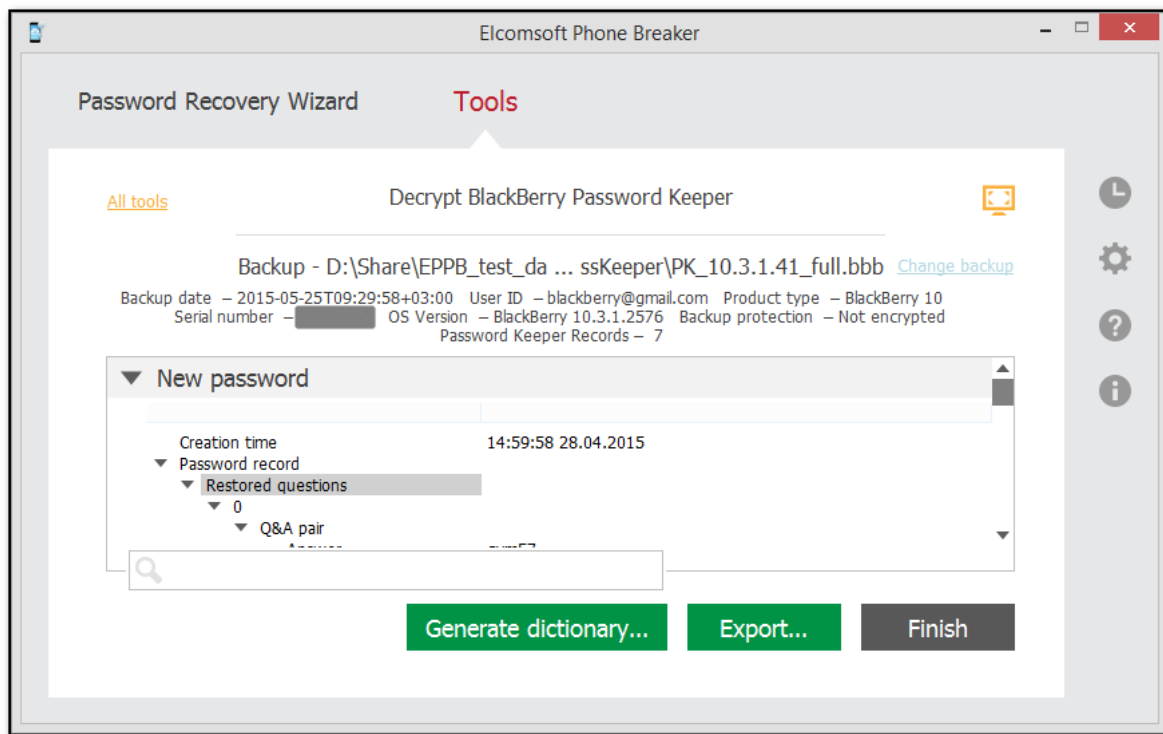 Elcomsoft Phone Breaker
Password Recovery Wizard Tools
All tools Decrypt BlackBerry Password Keeper
Backup - D:\Share\EPPB_test_da ... ssKeeper\PK_10.3.1.41_full.bbb Change backup
Backup date – 2015-05-25T09:29:58+03:00 User ID – blackberry@gmail.com Product type – BlackBerry 10
Serial number – OS Version – BlackBerry 10.3.1.2576 Backup protection – Not encrypted
Password Keeper Records – 7
New password
Creation time 14:59:58 28.04.2015
Password record
Restored questions
0
Q&A pair
Answer
Generate dictionary... Export... Finish